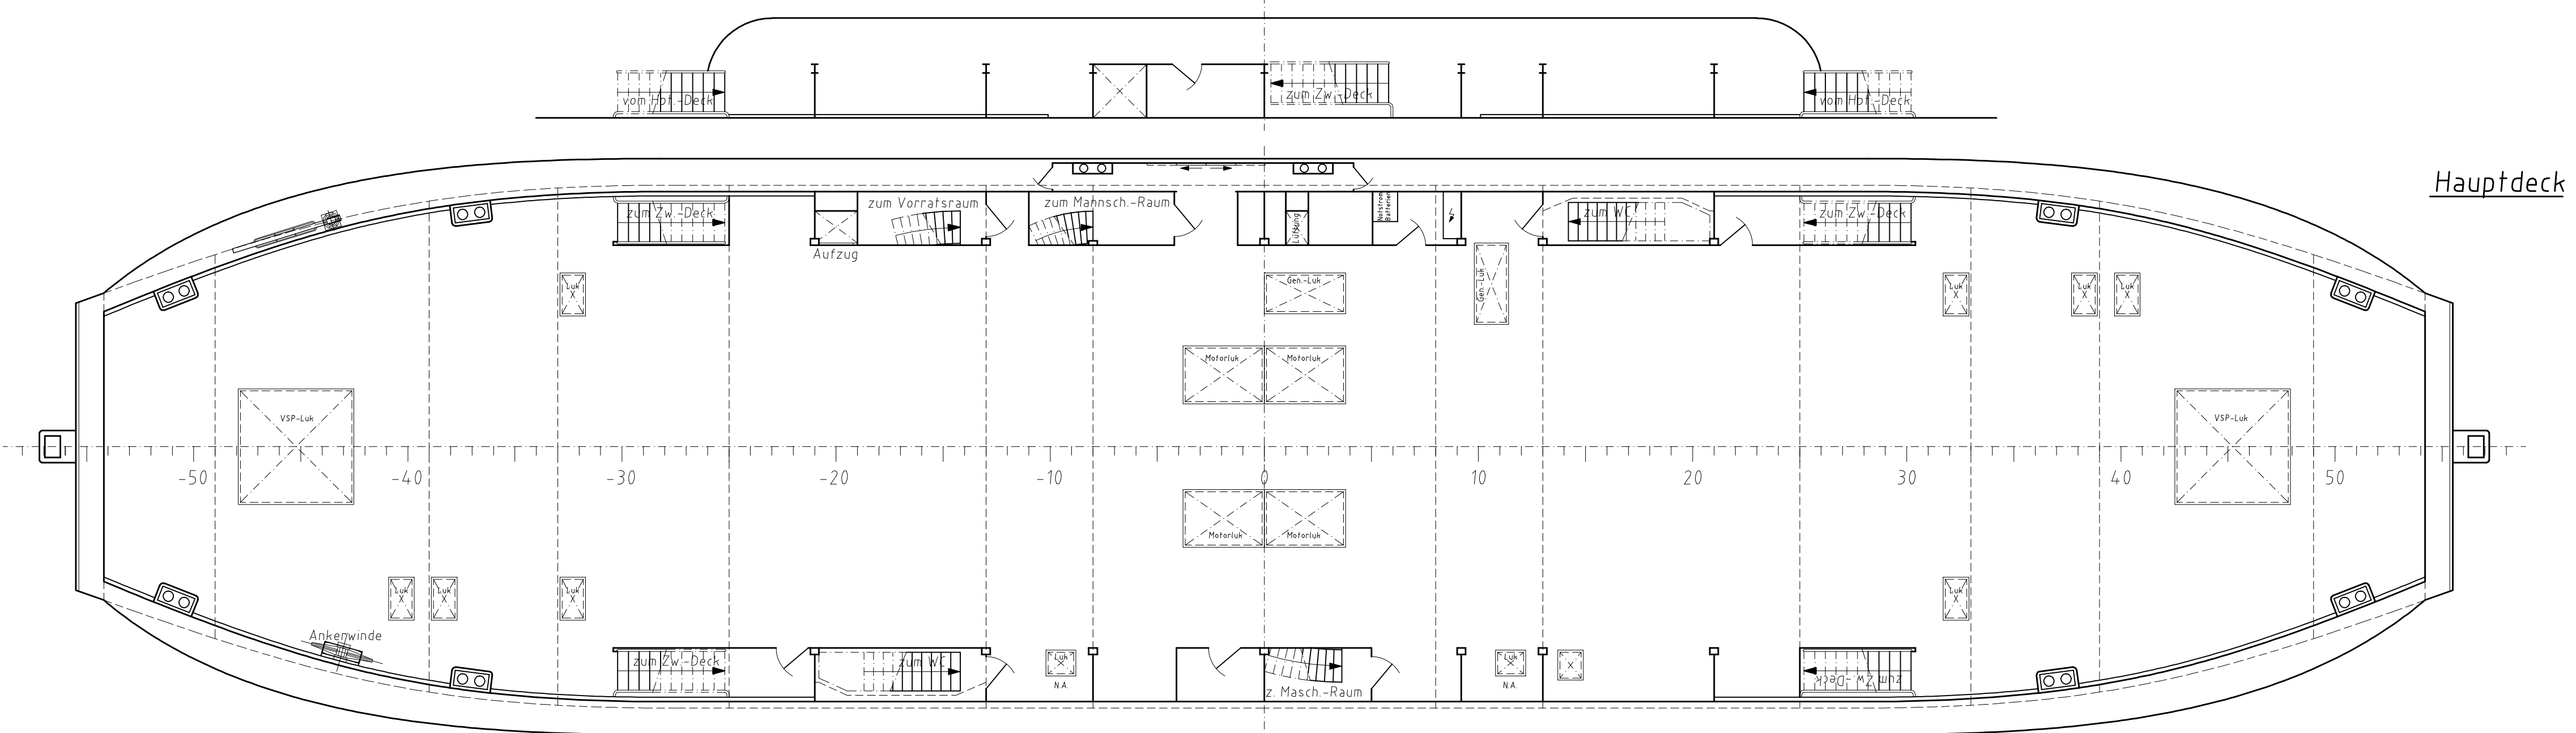 vom Hpf.-Deck
zum Zw.-Deck
vom Hpf.-Deck
Hauptdeck
zum Zw.-Deck
zum Vorratsraum
zum Mannsch.-Raum
Lüftung
Notstrom
Batterien
zum WC
zum Zw.-Deck
Aufzug
Luk
Gen.-Luk
Gen.-Luk
Luk
Luk
Luk
Motorluk
Motorluk
VSP-Luk
VSP-Luk
-50
-40
-30
-20
-10
0
10
20
30
40
50
Motorluk
Motorluk
Luk
Luk
Luk
Luk
Ankerwinde
zum Zw.-Deck
zum WC
Luk
N.A.
z. Masch.-Raum
Luk
N.A.
zum Zw.-Deck